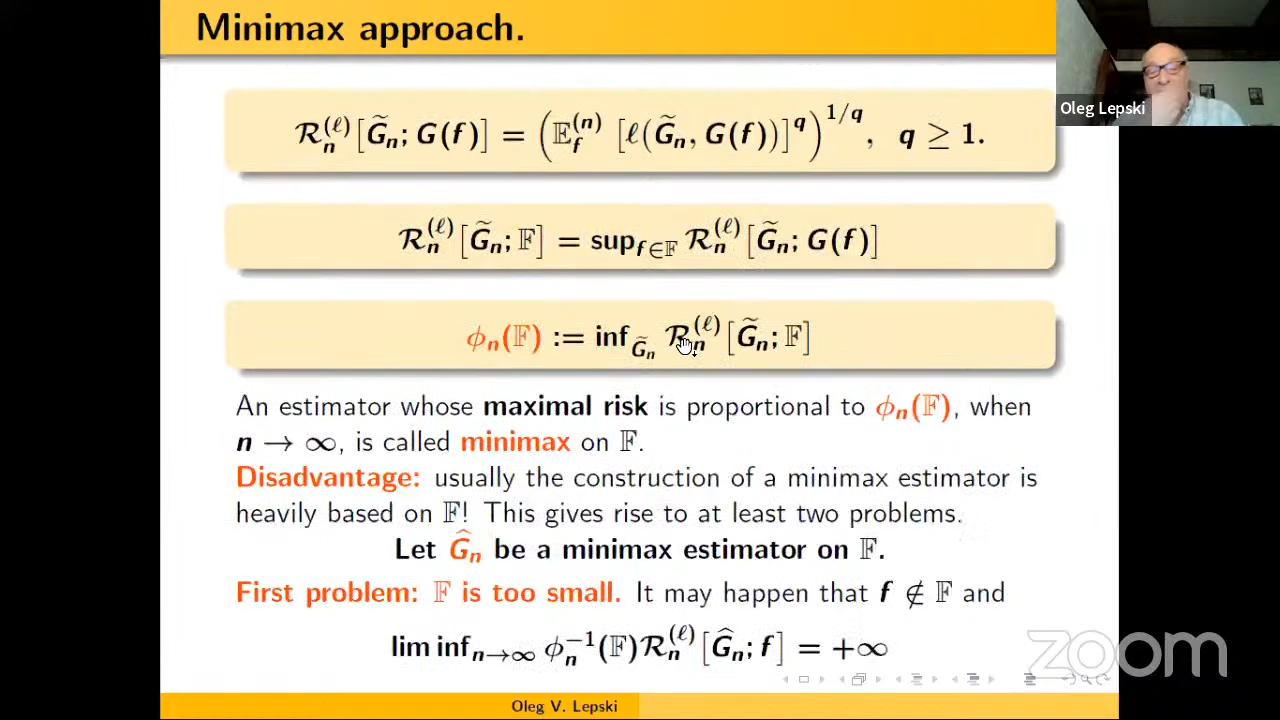 Minimax approach.
Oleg Lepski
𝓡ₙ^(ℓ)[G̃ₙ; G(f)] = (𝔼_f^(n) [ℓ(G̃ₙ, G(f))]^q)^{1/q}, q ≥ 1.
𝓡ₙ^(ℓ)[G̃ₙ; 𝔽] = sup_{f∈𝔽} 𝓡ₙ^(ℓ)[G̃ₙ; G(f)]
ϕₙ(𝔽) := inf_{G̃ₙ} 𝓡ₙ^(ℓ)[G̃ₙ; 𝔽]
An estimator whose maximal risk is proportional to ϕₙ(𝔽), when
n → ∞, is called minimax on 𝔽.
Disadvantage: usually the construction of a minimax estimator is
heavily based on 𝔽! This gives rise to at least two problems.
Let Ĝₙ be a minimax estimator on 𝔽.
First problem: 𝔽 is too small. It may happen that f ∉ 𝔽 and
lim inf_{n→∞} ϕₙ^{-1}(𝔽)𝓡ₙ^(ℓ)[Ĝₙ; f] = +∞
zoom
Oleg V. Lepski